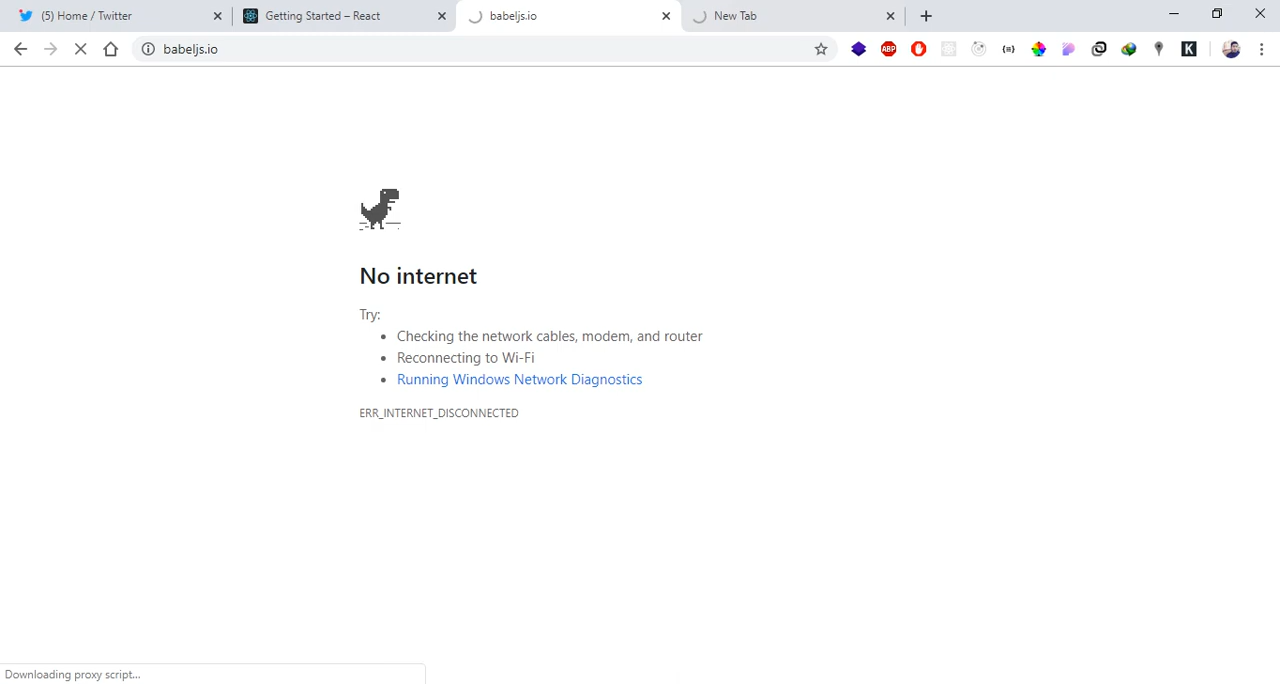 (5) Home / Twitter
Getting Started – React
babeljs.io
New Tab
babeljs.io
ABP
{=}
K
No internet
Try:
Checking the network cables, modem, and router
Reconnecting to Wi-Fi
Running Windows Network Diagnostics
ERR_INTERNET_DISCONNECTED
Downloading proxy script...